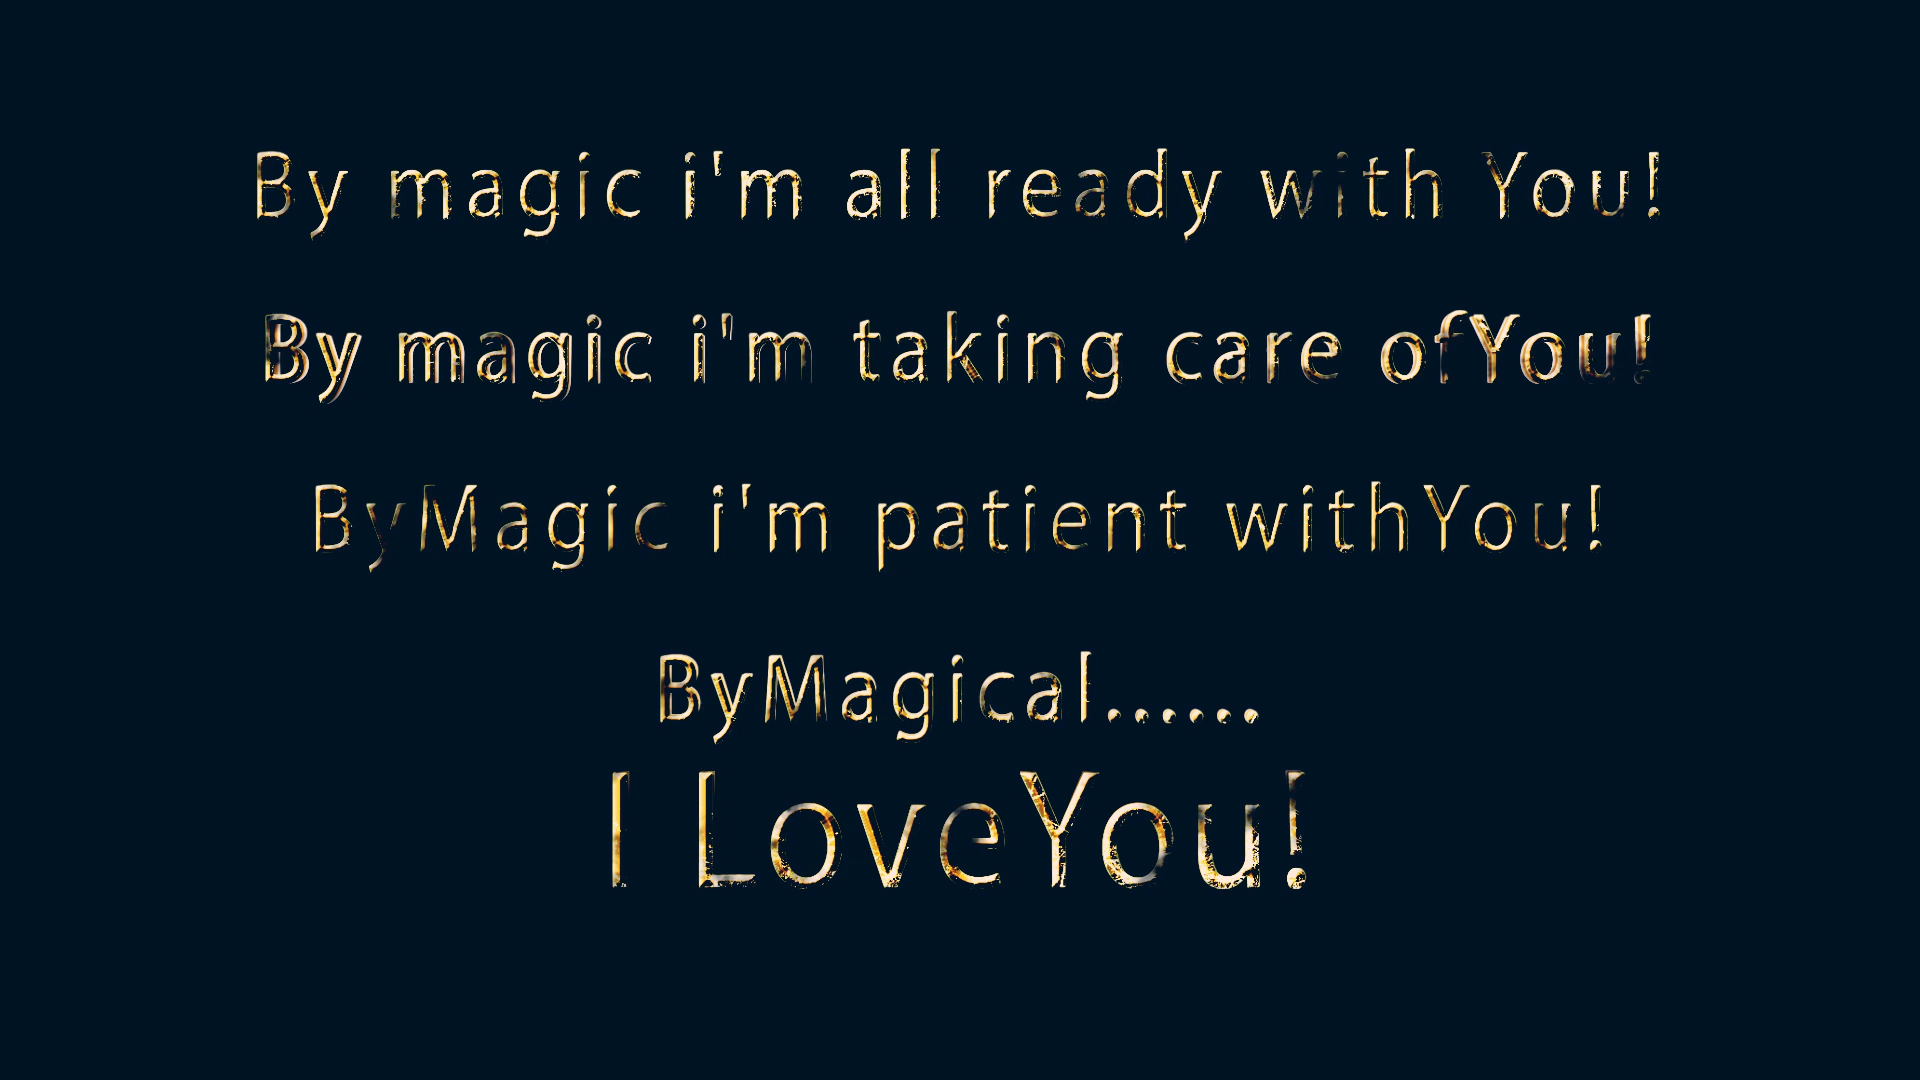 By magic i'm all ready with You!
By magic i'm taking care ofYou!
ByMagic i'm patient withYou!
ByMagical......
I LoveYou!